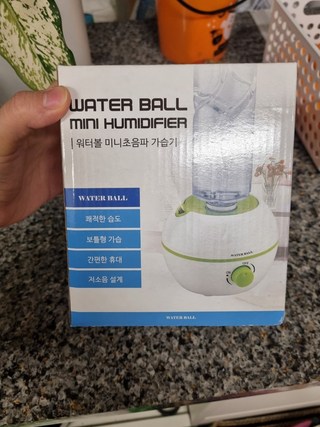 WATER BALL
MINI HUMIDIFIER
워터볼 미니초음파 가습기
WATER BALL
쾌적한 습도
보틀형 가습
간편한 휴대
저소음 설계
WATER BALL
WATER BALL